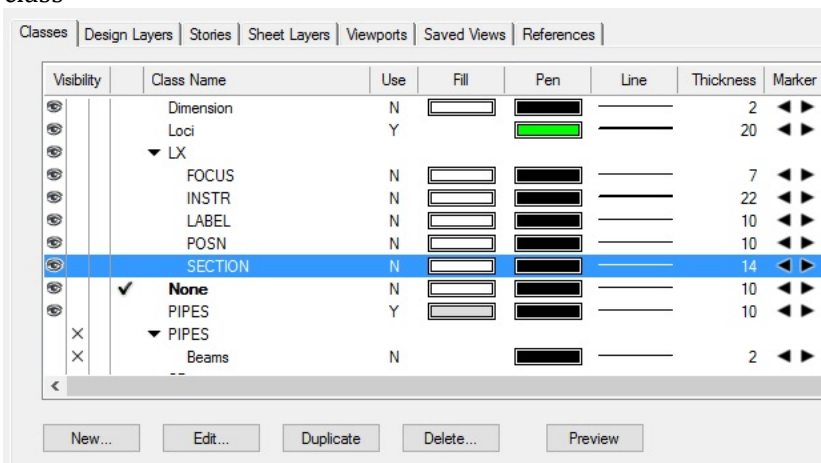 class
Classes Design Layers Stories Sheet Layers Viewports Saved Views References
Visibility Class Name Use Fill Pen Line Thickness Marker
Dimension N 2
Loci Y 20
LX
FOCUS N 7
INSTR N 22
LABEL N 10
POSN N 10
SECTION N 14
None N 10
PIPES Y 10
PIPES
Beams N 2
New... Edit... Duplicate Delete... Preview